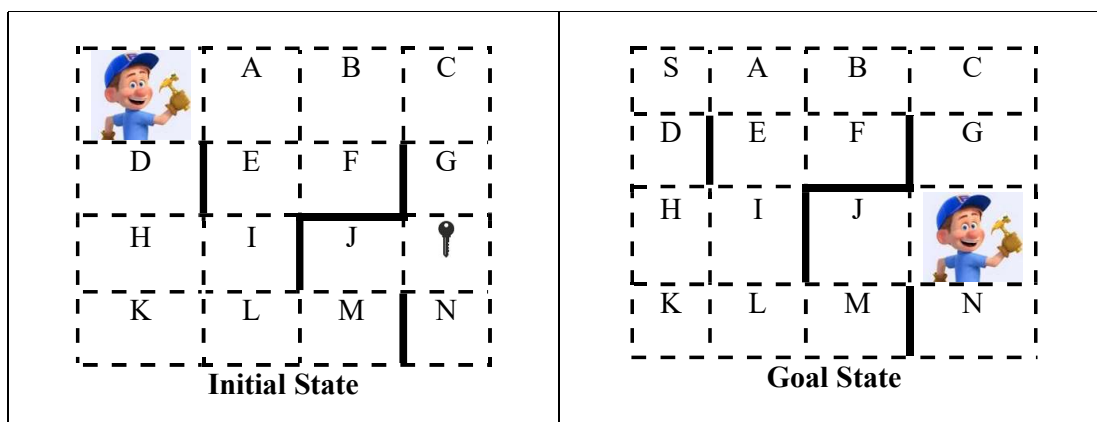 A B C
D E F G
H I J
K L M N
Initial State
S A B C
D E F G
H I J
K L M N
Goal State